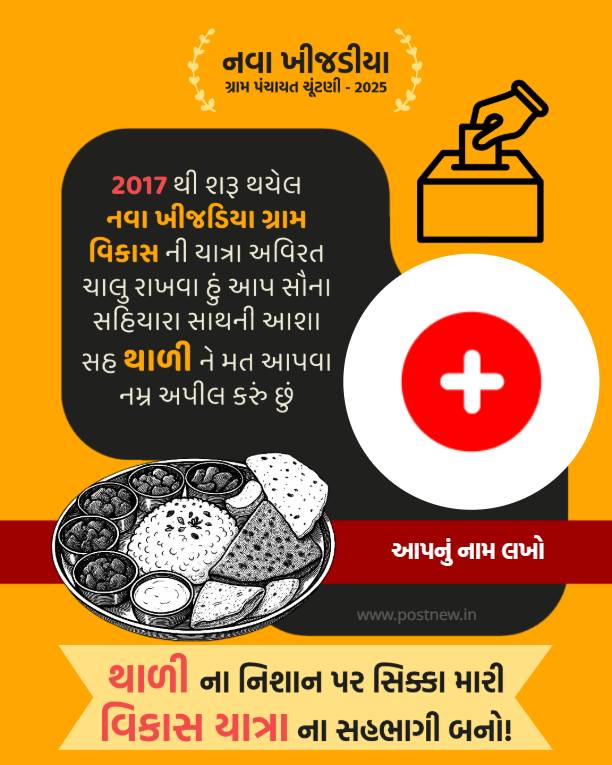 નવા ખીજડીયા
ગ્રામ પંચાયત ચૂંટણી - 2025
2017 થી શરૂ થયેલ
નવા ખીજડિયા ગ્રામ
વિકાસ ની યાત્રા અવિરત
ચાલુ રાખવા હું આપ સૌના
સહિયારા સાથની આશા
સહ થાળી ને મત આપવા
નમ્ર અપીલ કરું છું
આપનું નામ લખો
www.postnew.in
થાળી ના નિશાન પર સિક્કા મારી
વિકાસ યાત્રા ના સહભાગી બનો!